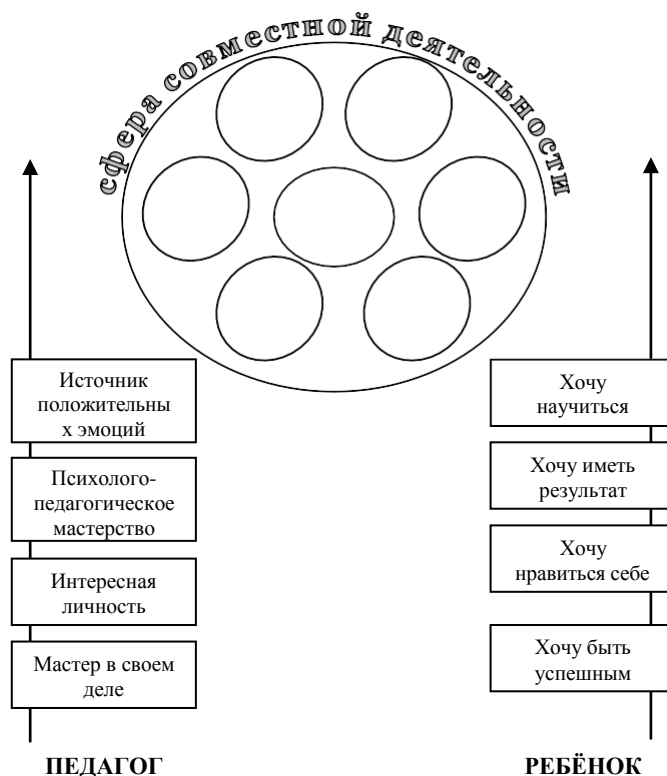 сфера совместной деятельности
Источник
положительны
х эмоций
Психолого-
педагогическое
мастерство
Интересная
личность
Мастер в своем
деле
ПЕДАГОГ
Хочу
научиться
Хочу иметь
результат
Хочу
нравиться себе
Хочу быть
успешным
РЕБЁНОК